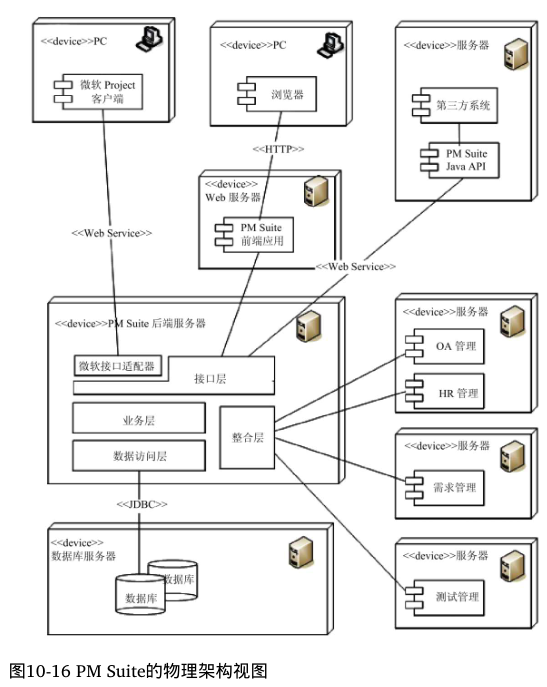 <<device>>PC
微软 Project
客户端
<<device>>PC
浏览器
<<device>>服务器
第三方系统
PM Suite
Java API
<<HTTP>>
<<device>>
Web 服务器
PM Suite
前端应用
<<Web Service>>
<<Web Service>>
<<device>>PM Suite 后端服务器
微软接口适配器
接口层
业务层
数据访问层
整合层
<<device>>服务器
OA 管理
HR 管理
<<device>>服务器
需求管理
<<JDBC>>
<<device>>
数据库服务器
数据库
数据库
<<device>>服务器
测试管理
图10-16 PM Suite的物理架构视图